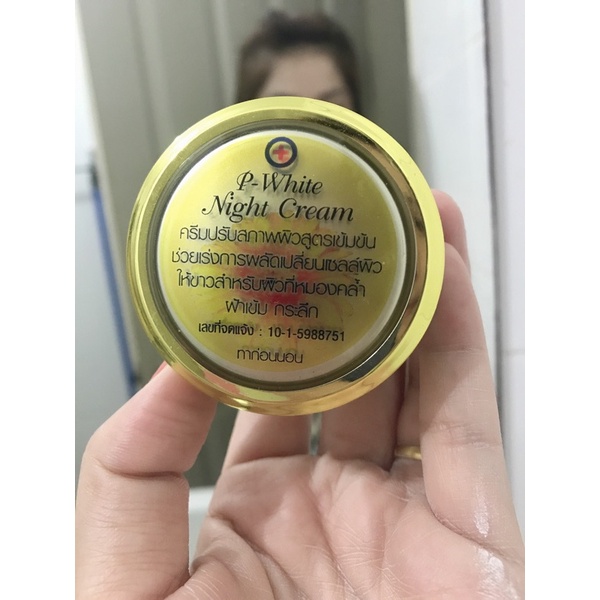 P-White
Night Cream
ครีมปรับสภาพผิวสูตรเข้มข้น
ช่วยเร่งการผลัดเปลี่ยนเซลล์ผิว
ให้ขาวสำหรับผิวที่หมองคล้ำ
ฝ้าเข้ม กระลึก
เลขที่จดแจ้ง : 10-1-5988751
ทาก่อนนอน